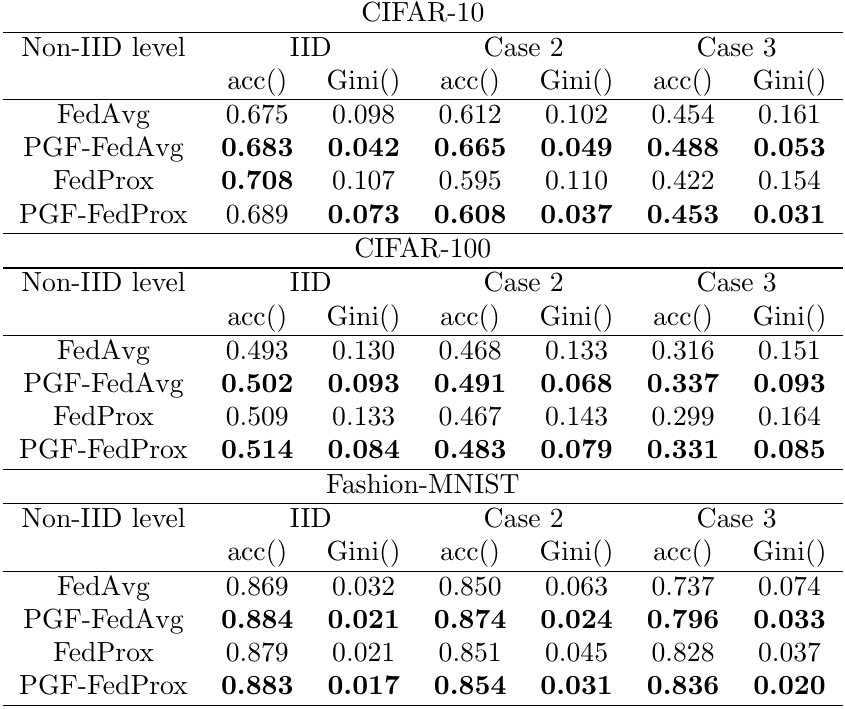 CIFAR-10
Non-IID level IID Case 2 Case 3
acc() Gini() acc() Gini() acc() Gini()
FedAvg 0.675 0.098 0.612 0.102 0.454 0.161
PGF-FedAvg 0.683 0.042 0.665 0.049 0.488 0.053
FedProx 0.708 0.107 0.595 0.110 0.422 0.154
PGF-FedProx 0.689 0.073 0.608 0.037 0.453 0.031
CIFAR-100
Non-IID level IID Case 2 Case 3
acc() Gini() acc() Gini() acc() Gini()
FedAvg 0.493 0.130 0.468 0.133 0.316 0.151
PGF-FedAvg 0.502 0.093 0.491 0.068 0.337 0.093
FedProx 0.509 0.133 0.467 0.143 0.299 0.164
PGF-FedProx 0.514 0.084 0.483 0.079 0.331 0.085
Fashion-MNIST
Non-IID level IID Case 2 Case 3
acc() Gini() acc() Gini() acc() Gini()
FedAvg 0.869 0.032 0.850 0.063 0.737 0.074
PGF-FedAvg 0.884 0.021 0.874 0.024 0.796 0.033
FedProx 0.879 0.021 0.851 0.045 0.828 0.037
PGF-FedProx 0.883 0.017 0.854 0.031 0.836 0.020